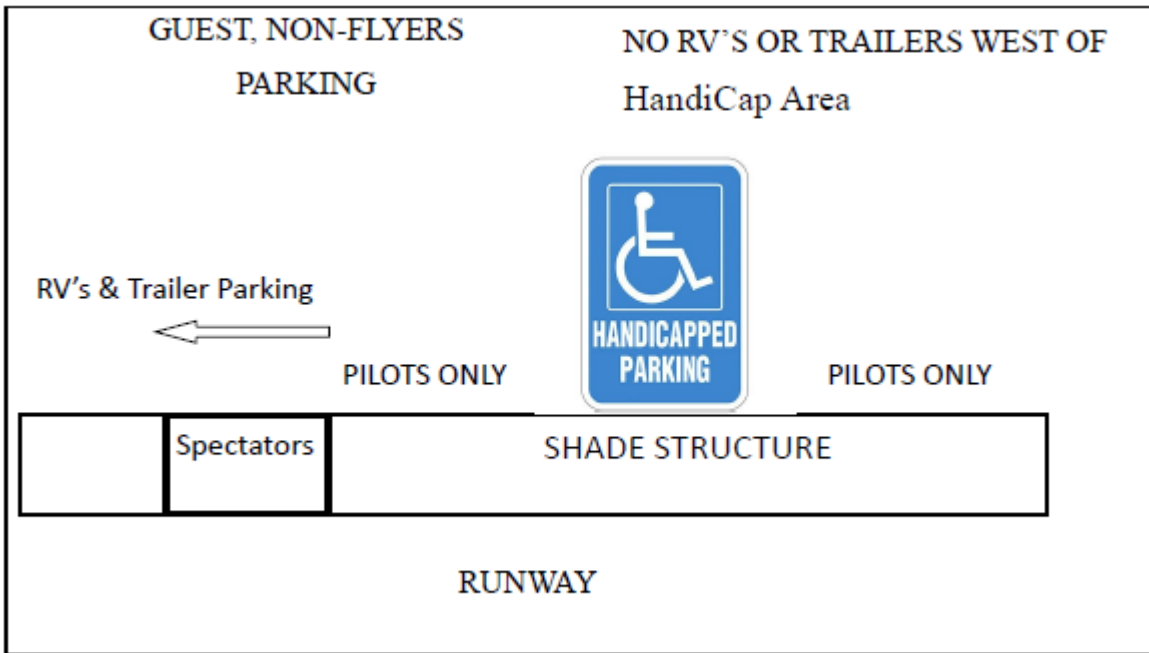 GUEST, NON-FLYERS
PARKING
NO RV’S OR TRAILERS WEST OF
HandiCap Area
RV’s & Trailer Parking
HANDICAPPED
PARKING
PILOTS ONLY
PILOTS ONLY
Spectators
SHADE STRUCTURE
RUNWAY